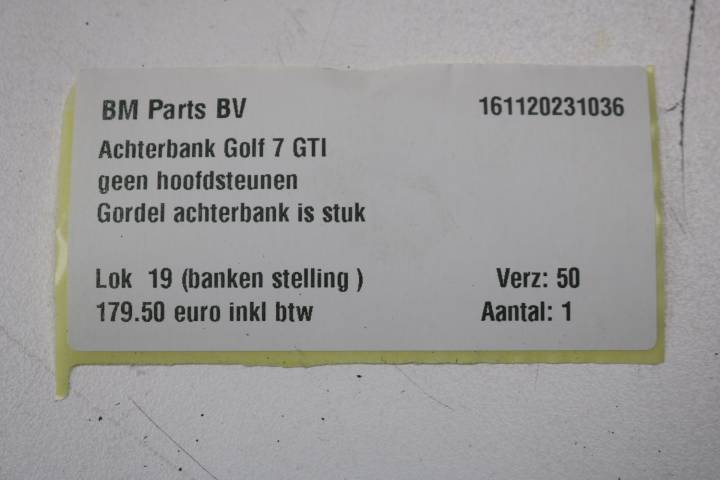 BM Parts BV 161120231036
Achterbank Golf 7 GTI
geen hoofdsteunen
Gordel achterbank is stuk
Lok 19 (banken stelling ) Verz: 50
179.50 euro inkl btw Aantal: 1